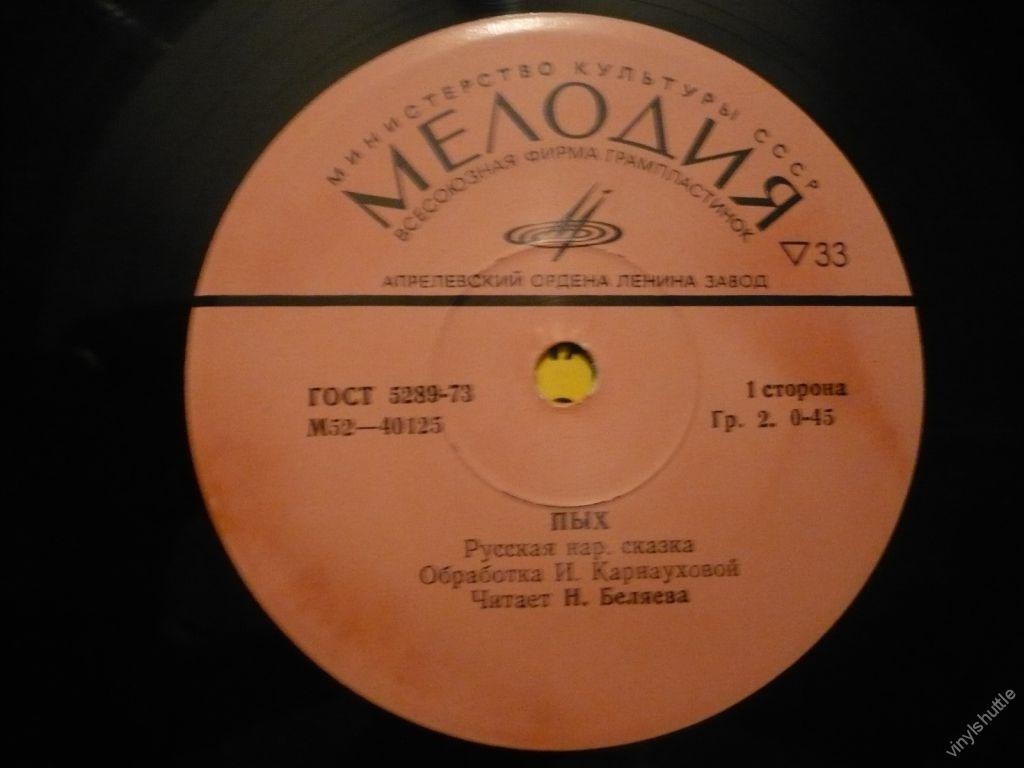 МИНИСТЕРСТВО КУЛЬТУРЫ СССР
МЕЛОДИЯ
ВСЕСОЮЗНАЯ ФИРМА ГРАМПЛАСТИНОК
▽33
АПРЕЛЕВСКИЙ ОРДЕНА ЛЕНИНА ЗАВОД
ГОСТ 5289-73
1 сторона
М52—40125
Гр. 2. 0-45
ПЫХ
Русская нар. сказка
Обработка И. Карнауховой
Читает Н. Беляева
vinylshuttle